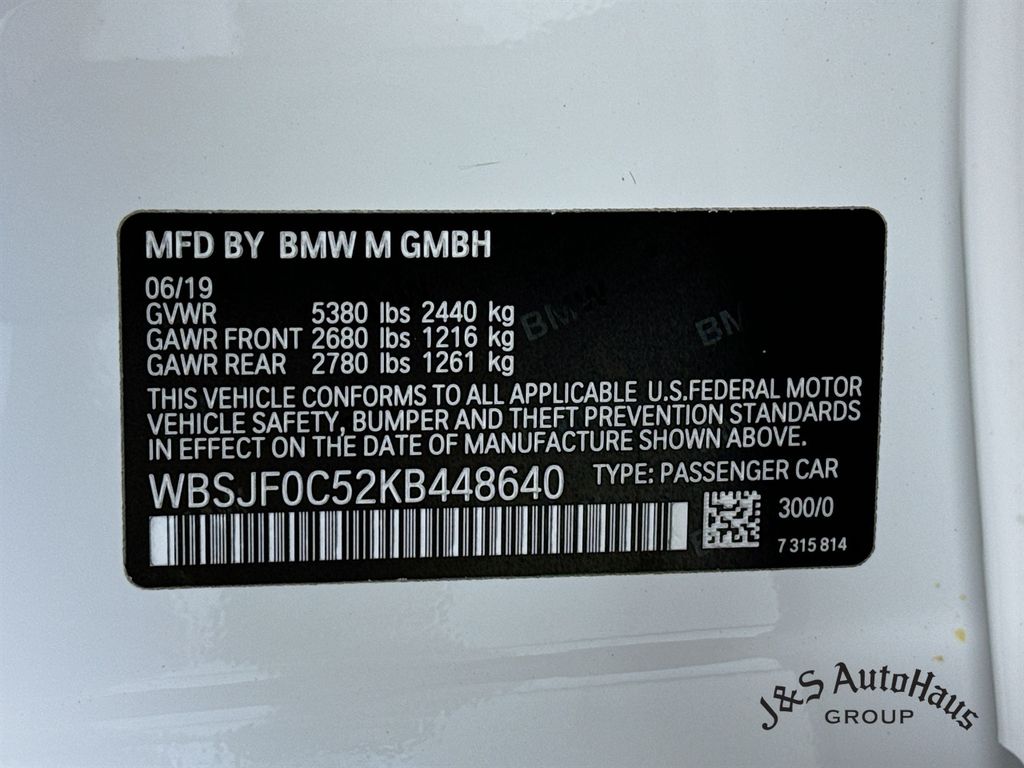 MFD BY BMW M GMBH
06/19
GVWR 5380 lbs 2440 kg
GAWR FRONT 2680 lbs 1216 kg
GAWR REAR 2780 lbs 1261 kg
BMW
BM
THIS VEHICLE CONFORMS TO ALL APPLICABLE U.S.FEDERAL MOTOR
VEHICLE SAFETY, BUMPER AND THEFT PREVENTION STANDARDS
IN EFFECT ON THE DATE OF MANUFACTURE SHOWN ABOVE.
WBSJF0C52KB448640 TYPE: PASSENGER CAR
300/0
7 315 814
J&S AutoHaus
GROUP